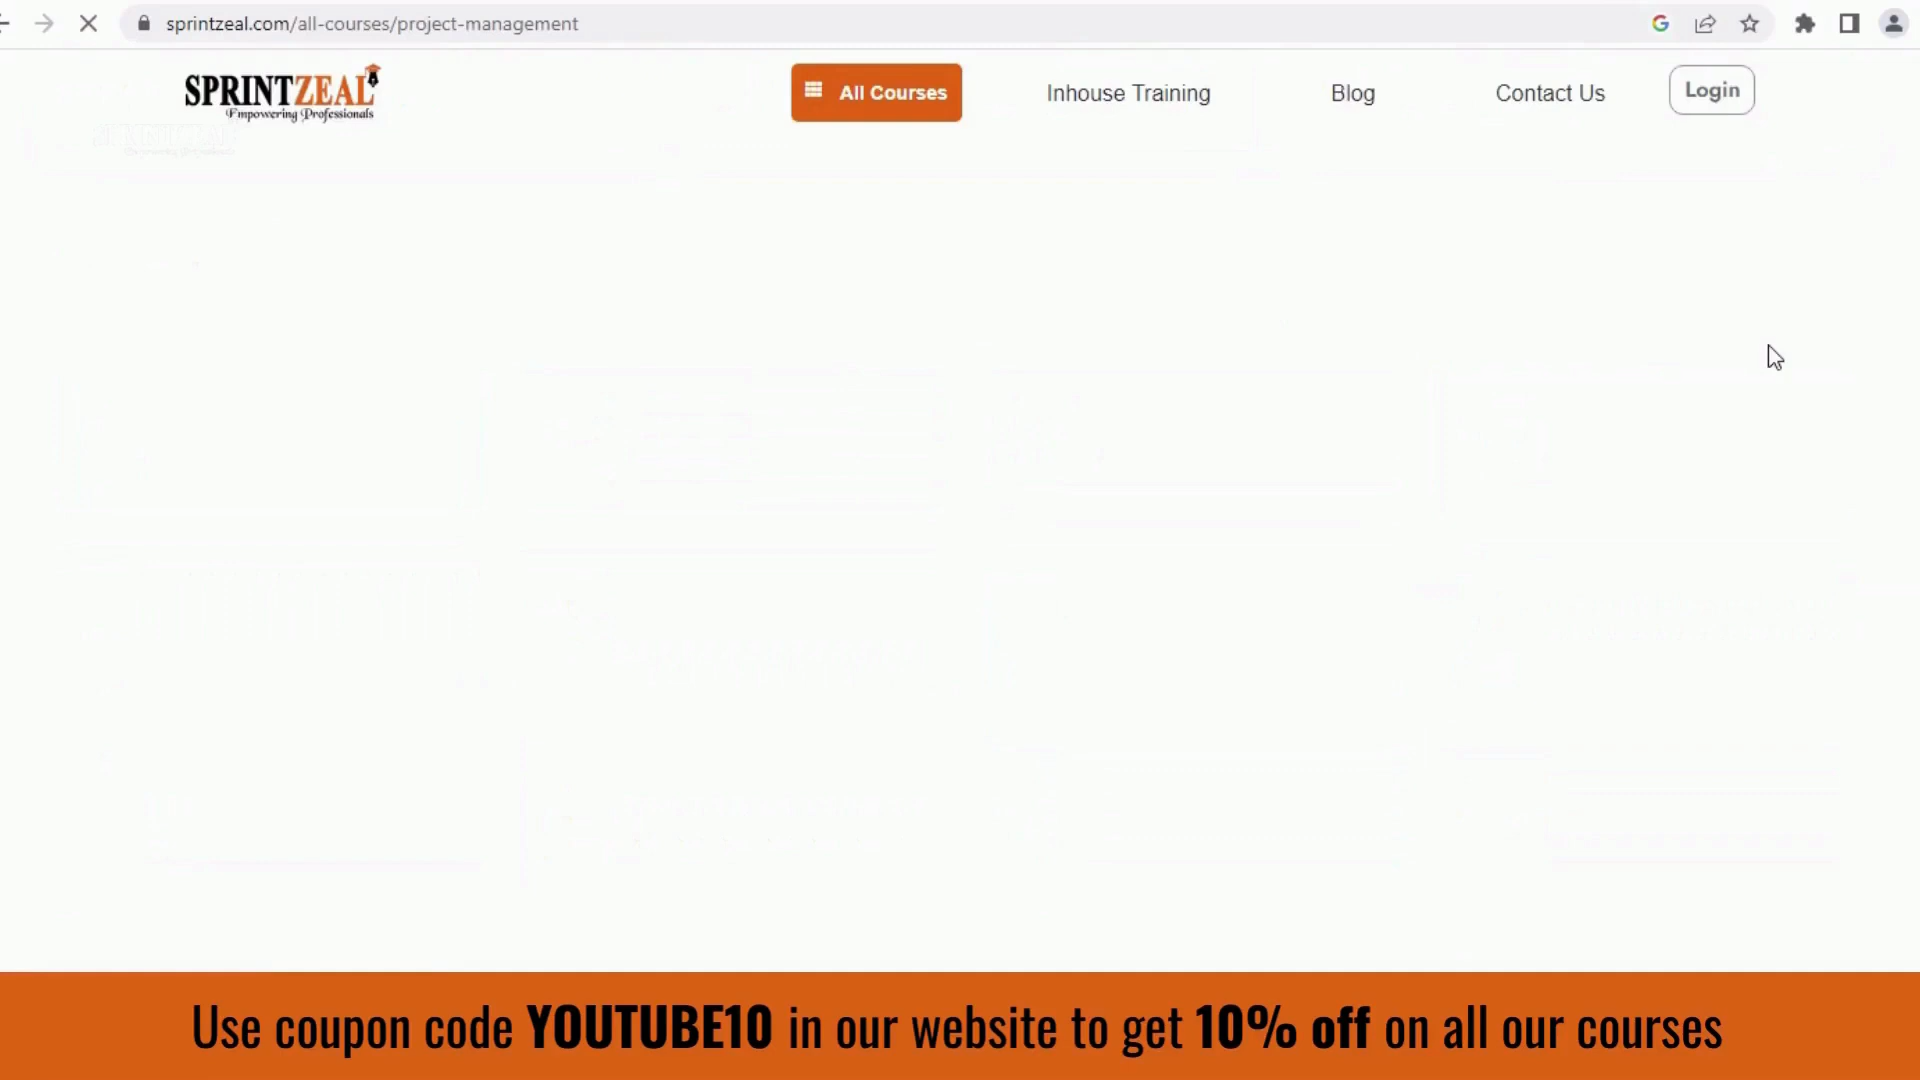 sprintzeal.com/all-courses/project-management
SPRINTZEAL
Empowering Professionals
All Courses
Inhouse Training
Blog
Contact Us
Login
Use coupon code YOUTUBE10 in our website to get 10% off on all our courses